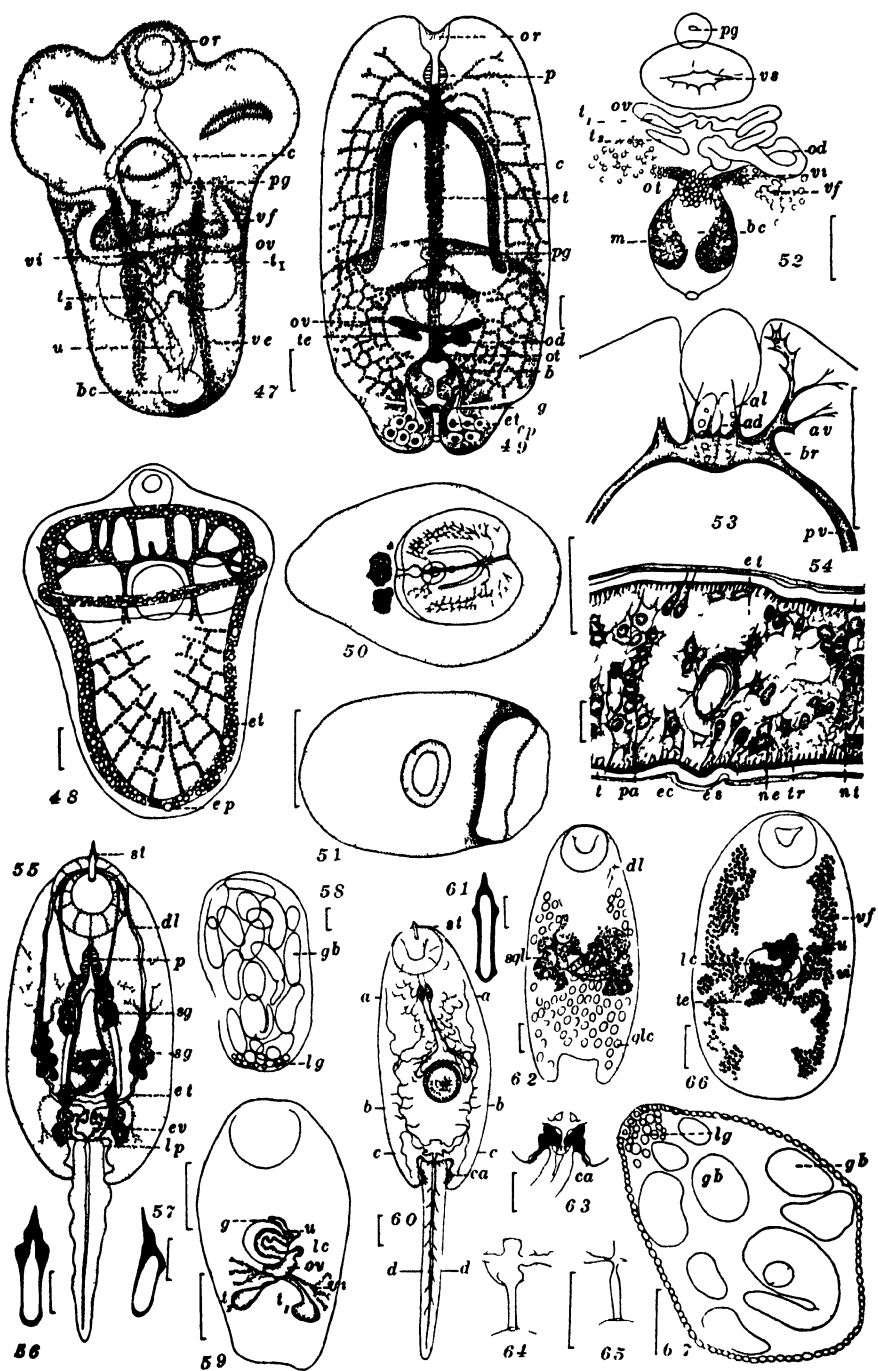 or
c
pg
vf
ov
vi
t1
t2
u
ve
bc
47
or
p
c
et
pg
ov
te
od
ot
b
g
et
ep
49
pg
vs
ov
t1
t2
od
vi
ot
vf
m
bc
52
al
ad
av
br
pv
53
54
et
t
pa
ec
es
ne
tr
nt
48
et
ep
50
51
55
st
dl
p
sg
sg
et
ev
lp
56
57
58
gb
lg
59
g
u
lc
ov
vi
t2
t1
60
st
a
a
b
b
c
c
ca
d
d
61
62
dl
sgl
glc
63
ca
64
65
66
vf
u
lc
vi
te
67
lg
gb
gb